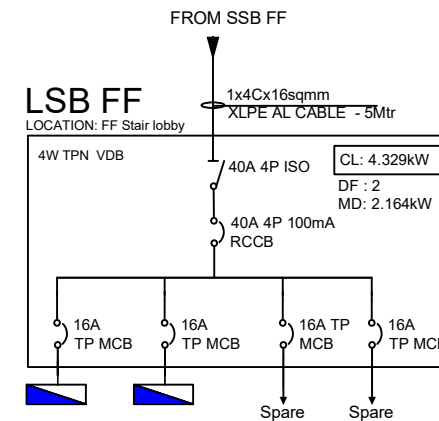 FROM SSB FF
1x4Cx16sqmm
XLPE AL CABLE - 5Mtr
LSB FF
LOCATION: FF Stair lobby
4W TPN VDB
CL: 4.329kW
40A 4P ISO
DF : 2
MD: 2.164kW
40A 4P 100mA
RCCB
16A
TP MCB
16A
TP MCB
16A TP
MCB
16A
TP MCB
Spare
Spare